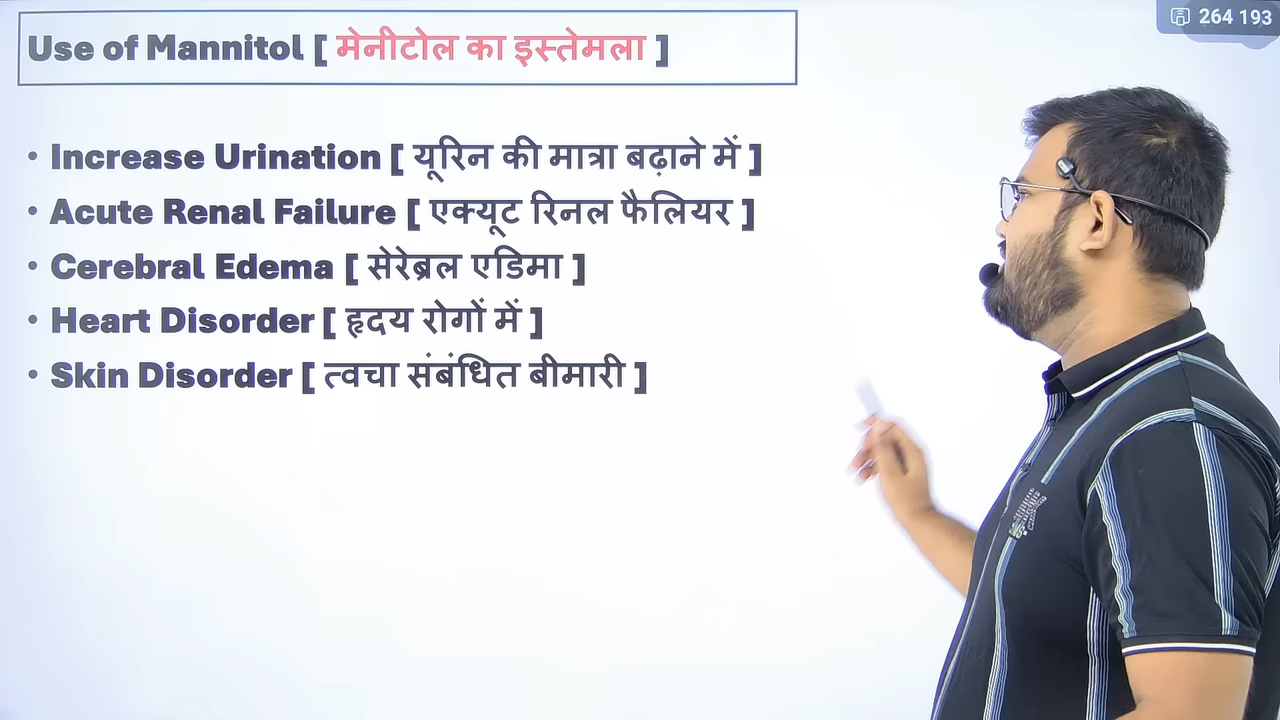 264 193
Use of Mannitol [ मेनीटोल का इस्तेमला ]
• Increase Urination [ यूरिन की मात्रा बढ़ाने में ]
• Acute Renal Failure [ एक्यूट रिनल फैलियर ]
• Cerebral Edema [ सेरेब्रल एडिमा ]
• Heart Disorder [ हृदय रोगों में ]
• Skin Disorder [ त्वचा संबंधित बीमारी ]